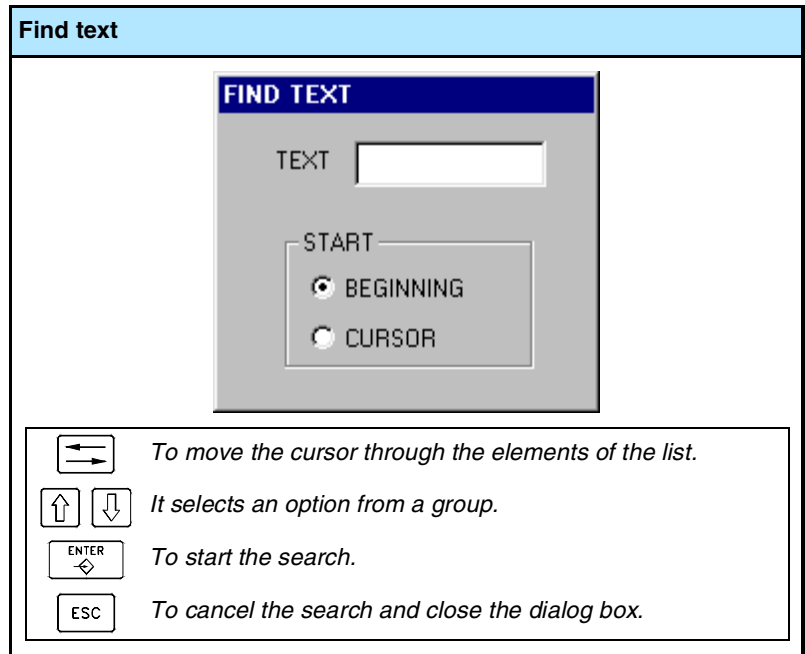 Find text
FIND TEXT
TEXT
START
BEGINNING
CURSOR
To move the cursor through the elements of the list.
It selects an option from a group.
ENTER To start the search.
ESC To cancel the search and close the dialog box.